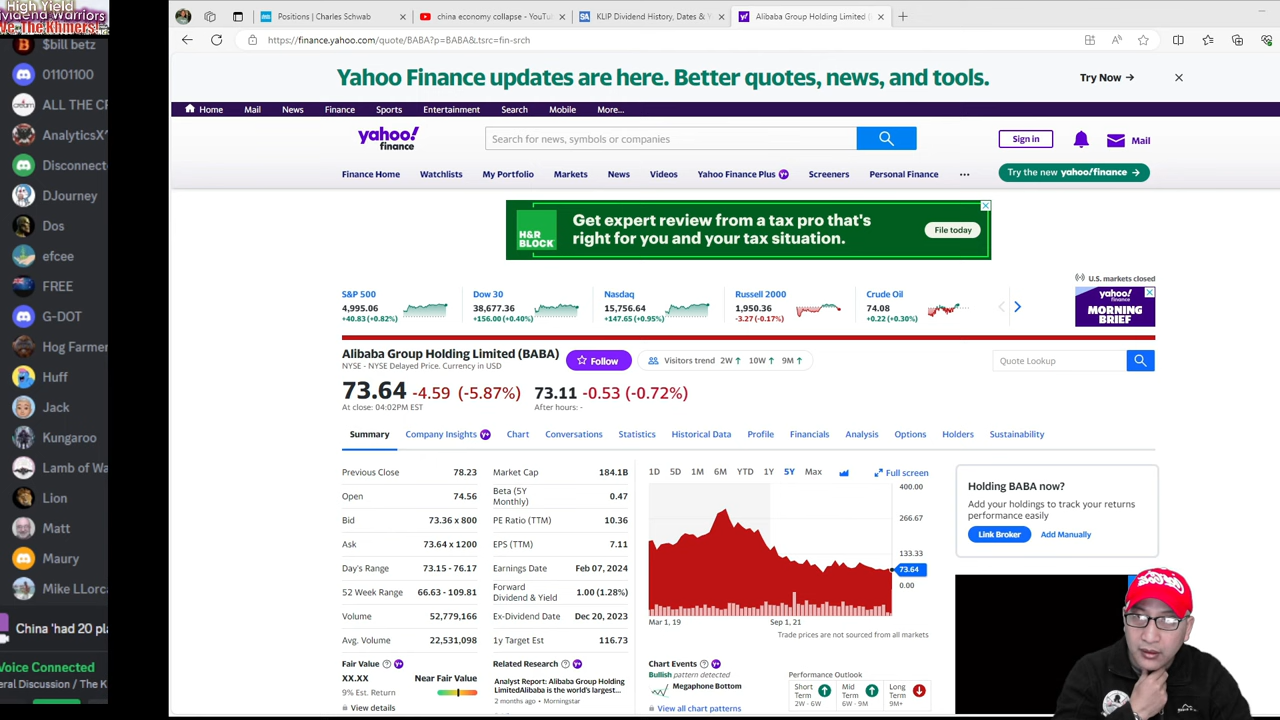 High Yield
Dividend Warriors
$bill betz
01101100
ALL THE CR
AnalyticsX
Disconnect
DJourney
Dos
efcee
FREE
G-DOT
Hog Farmer
Huff
Jack
Kungaroo
Lamb of Wa
Lion
Matt
Maury
Mike LLorc
China 'had 20 pla
Voice Connected
eral Discussion / The K
Positions | Charles Schwab
china economy collapse - YouTu
KLIP Dividend History, Dates & Y
Alibaba Group Holding Limited (
https://finance.yahoo.com/quote/BABA?p=BABA&.tsrc=fin-srch
Yahoo Finance updates are here. Better quotes, news, and tools.
Try Now →
Home Mail News Finance Sports Entertainment Search Mobile More...
yahoo! finance
Search for news, symbols or companies
Sign in
Mail
Finance Home Watchlists My Portfolio Markets News Videos Yahoo Finance Plus Screeners Personal Finance ...
Try the new yahoo!finance →
H&R BLOCK
Get expert review from a tax pro that's
right for you and your tax situation.
File today
U.S. markets closed
S&P 500 Dow 30 Nasdaq Russell 2000 Crude Oil
4,995.06 38,677.36 15,756.64 1,950.36 74.08
+40.83 (+0.82%) +156.00 (+0.40%) +147.65 (+0.95%) -3.27 (-0.17%) +0.22 (+0.30%)
yahoo! finance
MORNING BRIEF
Alibaba Group Holding Limited (BABA)
Follow
Visitors trend 2W ↑ 10W ↑ 9M ↑
Quote Lookup
NYSE - NYSE Delayed Price. Currency in USD
73.64 -4.59 (-5.87%) 73.11 -0.53 (-0.72%)
At close: 04:02PM EST After hours: -
Summary Company Insights Chart Conversations Statistics Historical Data Profile Financials Analysis Options Holders Sustainability
Previous Close 78.23
Open 74.56
Bid 73.36 x 800
Ask 73.64 x 1200
Day's Range 73.15 - 76.17
52 Week Range 66.63 - 109.81
Volume 52,779,166
Avg. Volume 22,531,098
Market Cap 184.1B
Beta (5Y Monthly) 0.47
PE Ratio (TTM) 10.36
EPS (TTM) 7.11
Earnings Date Feb 07, 2024
Forward Dividend & Yield 1.00 (1.28%)
Ex-Dividend Date Dec 20, 2023
1y Target Est 116.73
1D 5D 1M 6M YTD 1Y 5Y Max
Full screen
400.00
266.67
133.33
73.64
0.00
Mar 1, 19 Sep 1, 21
Trade prices are not sourced from all markets
Holding BABA now?
Add your holdings to track your returns
performance easily
Link Broker Add Manually
Fair Value
XX.XX Near Fair Value
9% Est. Return
View details
Related Research
Analyst Report: Alibaba Group Holding
LimitedAlibaba is the world's largest...
2 months ago • Morningstar
Chart Events
Bullish pattern detected
Megaphone Bottom
View all chart patterns
Performance Outlook
Short Term 2W - 6W
Mid Term 6W - 9M
Long Term 9M+